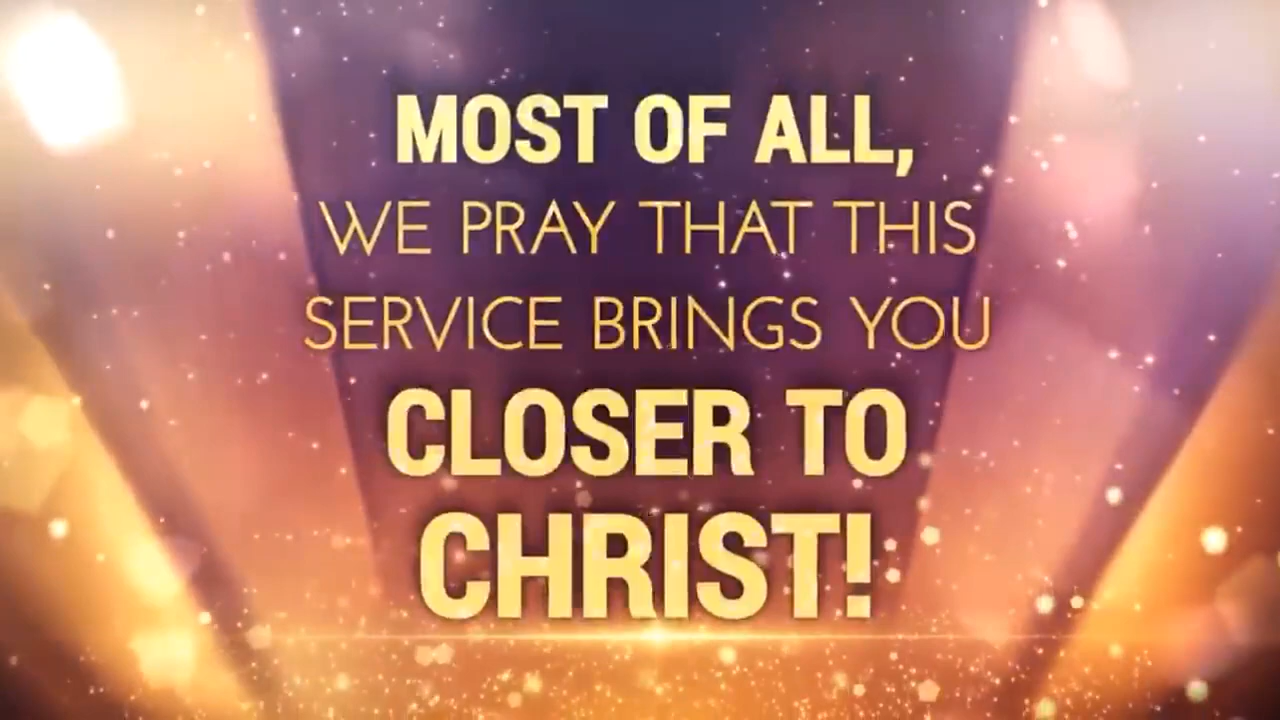 MOST OF ALL,
WE PRAY THAT THIS
SERVICE BRINGS YOU
CLOSER TO
CHRIST!